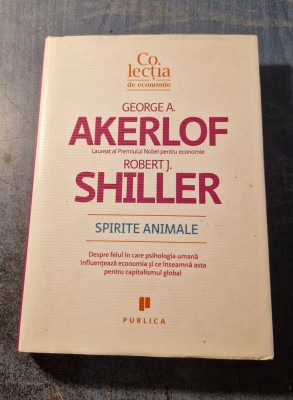 Co.
lecția
de economie
GEORGE A.
AKERLOF
Laureat al Premiului Nobel pentru economie
ROBERT J.
SHILLER
SPIRITE ANIMALE
Despre felul în care psihologia umană
influențează economia și ce înseamnă asta
pentru capitalismul global
PUBLICA